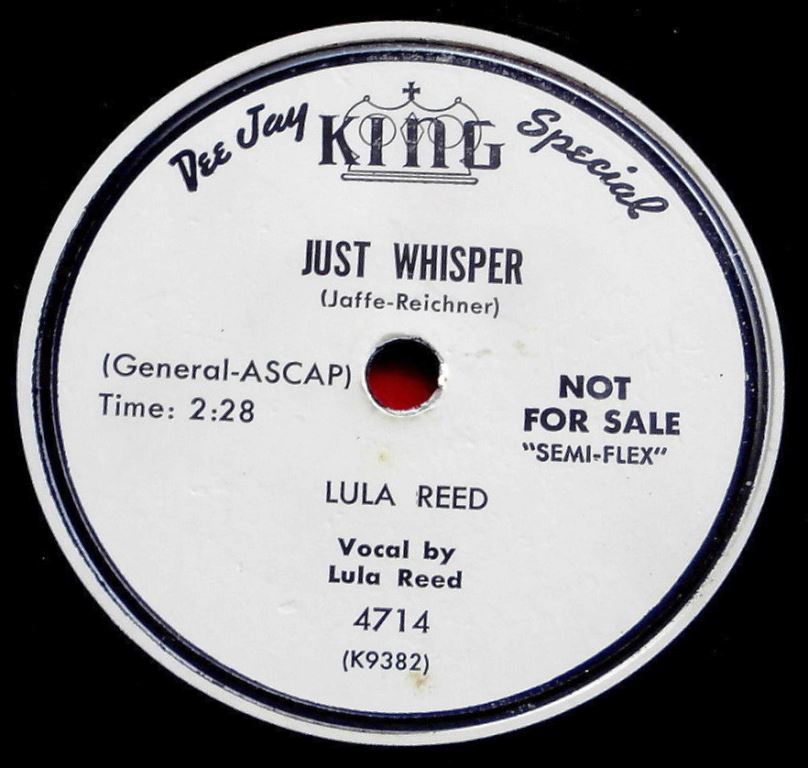 Dee Jay KING Special
JUST WHISPER
(Jaffe-Reichner)
(General-ASCAP)
Time: 2:28
NOT
FOR SALE
"SEMI-FLEX"
LULA REED
Vocal by
Lula Reed
4714
(K9382)